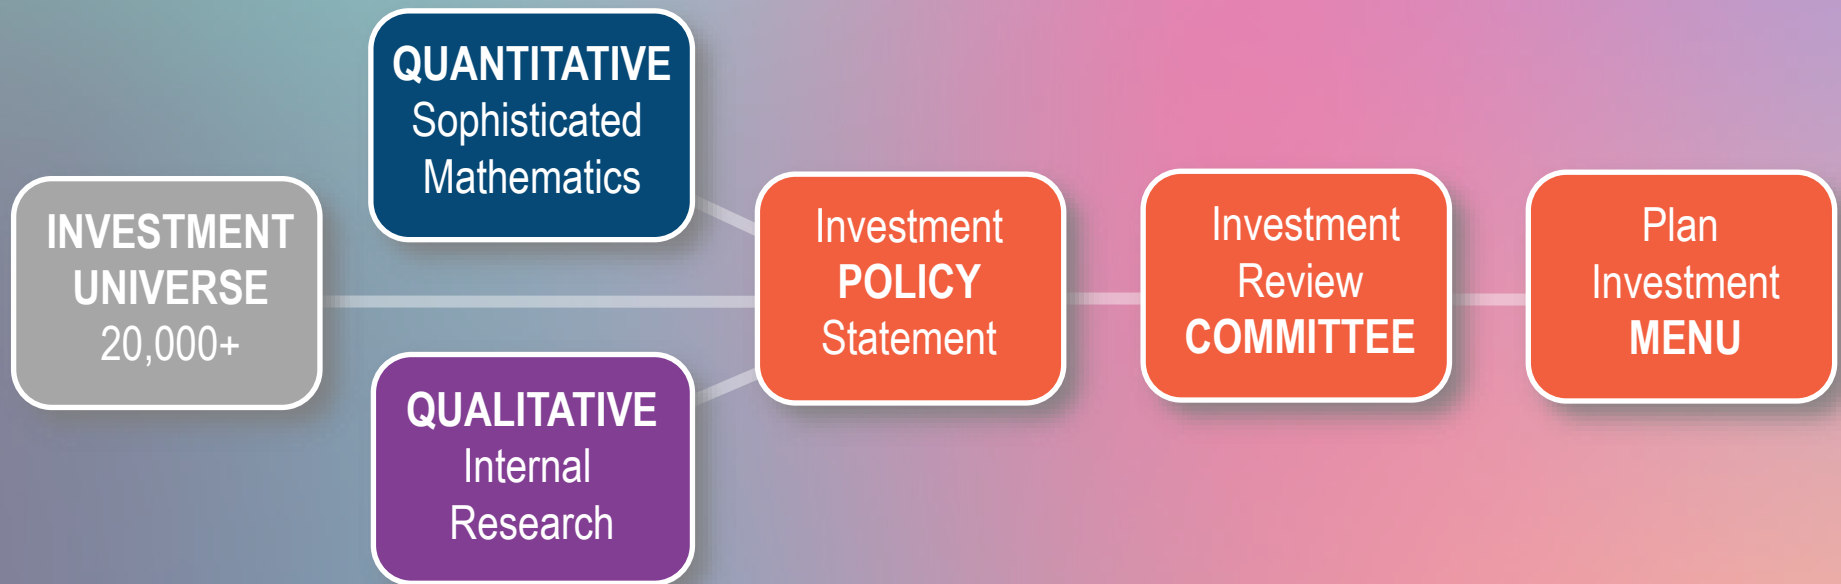 INVESTMENT
UNIVERSE
20,000+
QUANTITATIVE
Sophisticated
Mathematics
QUALITATIVE
Internal
Research
Investment
POLICY
Statement
Investment
Review
COMMITTEE
Plan
Investment
MENU